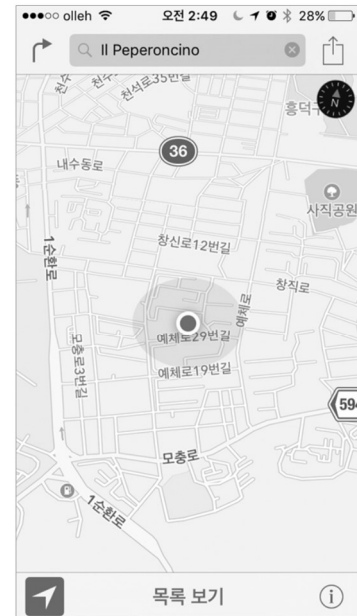 olleh 오전 2:49 28%
Il Peperoncino
천석로35번길
흥덕구
N
36
내수동로
사직공원
창신로12번길
1순환로
창직로
예체로
예체로29번길
모충로3번길
예체로19번길
594
모충로
1순환로
목록 보기